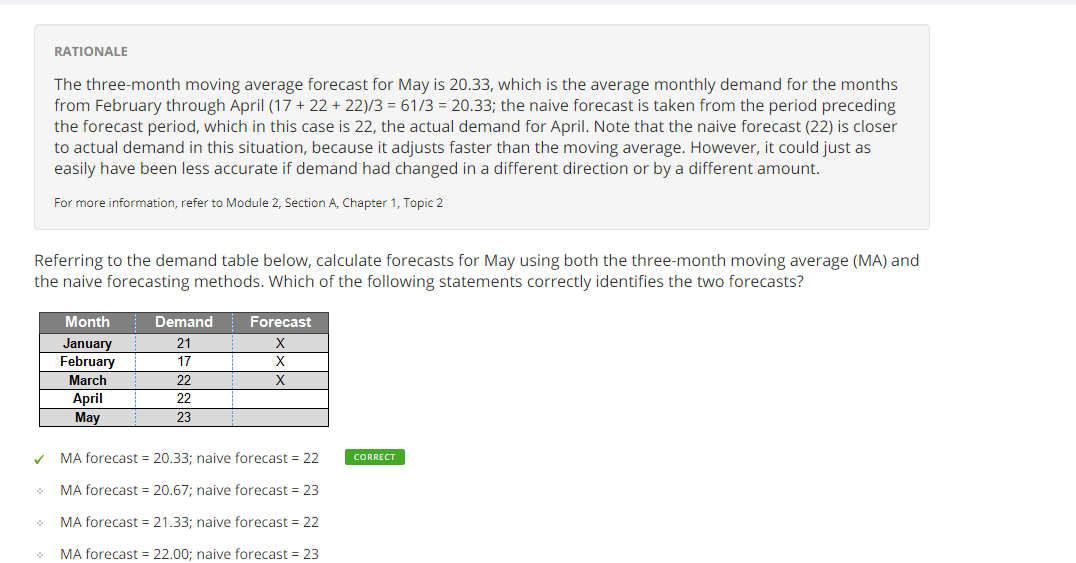 RATIONALE
The three-month moving average forecast for May is 20.33, which is the average monthly demand for the months
from February through April (17 + 22 + 22)/3 = 61/3 = 20.33; the naive forecast is taken from the period preceding
the forecast period, which in this case is 22, the actual demand for April. Note that the naive forecast (22) is closer
to actual demand in this situation, because it adjusts faster than the moving average. However, it could just as
easily have been less accurate if demand had changed in a different direction or by a different amount.
For more information, refer to Module 2, Section A, Chapter 1, Topic 2
Referring to the demand table below, calculate forecasts for May using both the three-month moving average (MA) and
the naive forecasting methods. Which of the following statements correctly identifies the two forecasts?
Month Demand Forecast
January 21 X
February 17 X
March 22 X
April 22
May 23
MA forecast = 20.33; naive forecast = 22 CORRECT
MA forecast = 20.67; naive forecast = 23
MA forecast = 21.33; naive forecast = 22
MA forecast = 22.00; naive forecast = 23